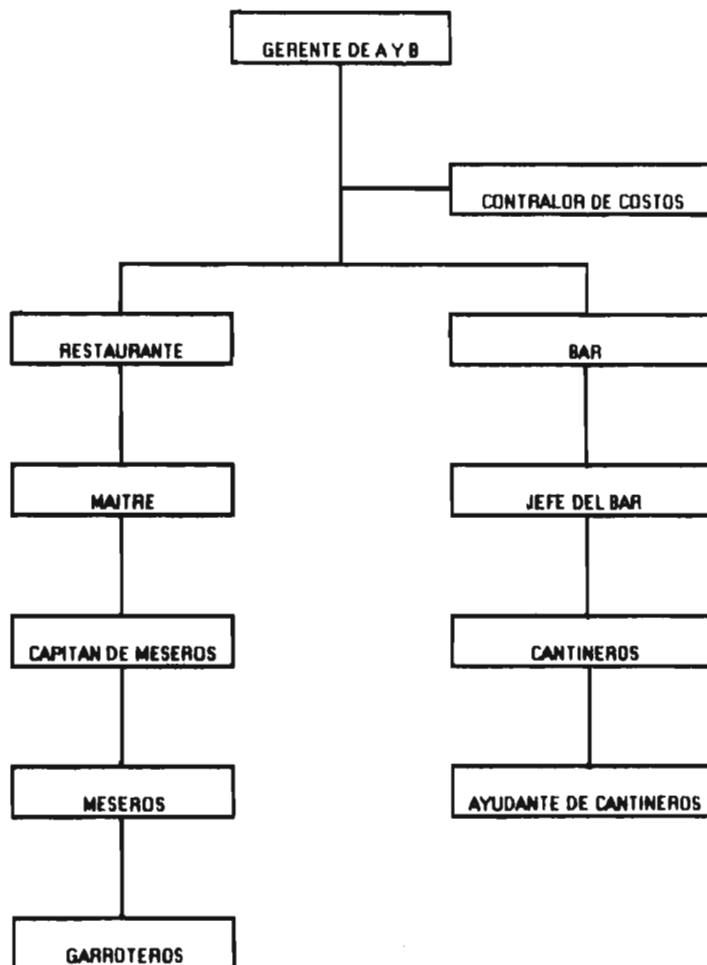 GERENTE DE A Y B
CONTRALOR DE COSTOS
RESTAURANTE
BAR
MAITRE
JEFE DEL BAR
CAPITAN DE MESEROS
CANTINEROS
MESEROS
AYUDANTE DE CANTINEROS
GARROTEROS